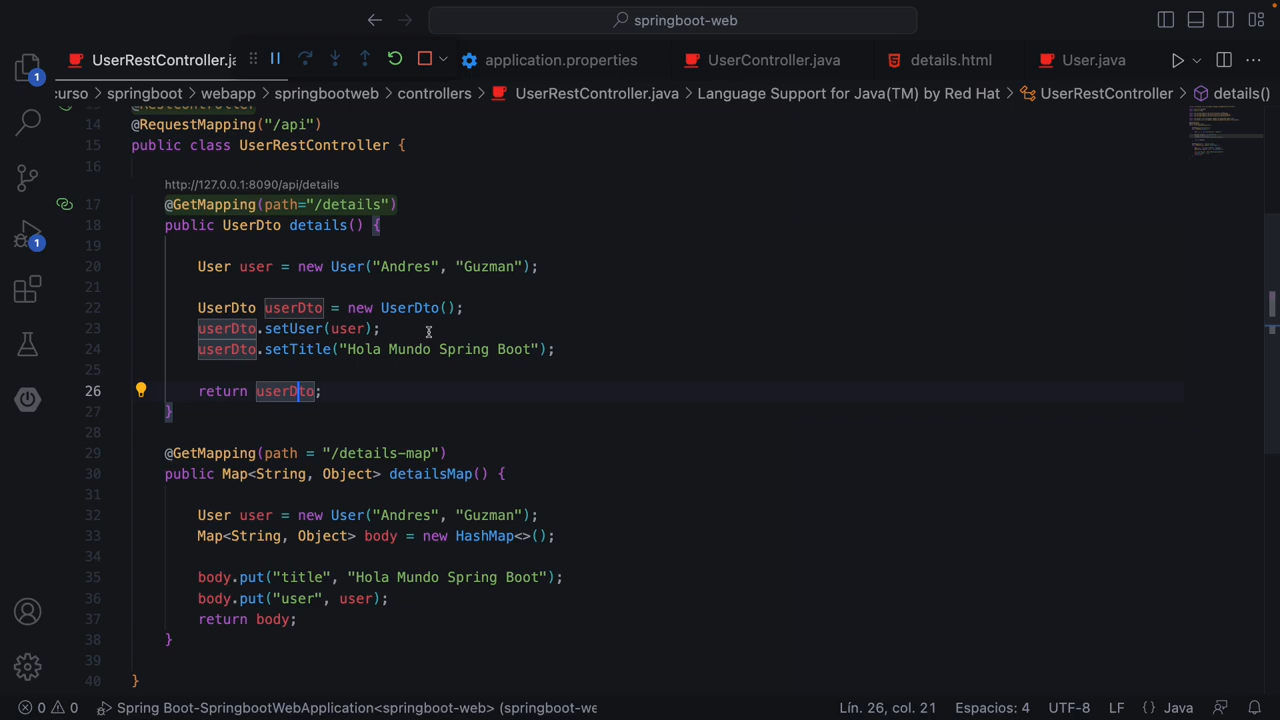 springboot-web
UserRestController.ja
application.properties
UserController.java
details.html
User.java
curso > springboot > webapp > springbootweb > controllers > UserRestController.java > Language Support for Java(TM) by Red Hat > UserRestController > details()
@RestController
14 @RequestMapping("/api")
15 public class UserRestController {
16
http://127.0.0.1:8090/api/details
17 @GetMapping(path="/details")
18 public UserDto details() {
19
20 User user = new User("Andres", "Guzman");
21
22 UserDto userDto = new UserDto();
23 userDto.setUser(user);
24 userDto.setTitle("Hola Mundo Spring Boot");
25
26 return userDto;
27 }
28
29 @GetMapping(path = "/details-map")
30 public Map<String, Object> detailsMap() {
31
32 User user = new User("Andres", "Guzman");
33 Map<String, Object> body = new HashMap<>();
34
35 body.put("title", "Hola Mundo Spring Boot");
36 body.put("user", user);
37 return body;
38 }
39
40 }
1
1
0 0 Spring Boot-SpringbootWebApplication<springboot-web> (springboot-we Lín. 26, col. 21 Espacios: 4 UTF-8 LF {} Java